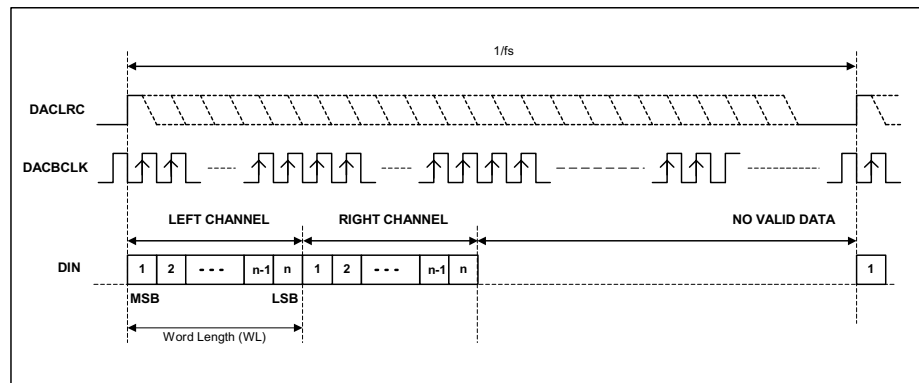 1/fs
DACLRC
DACBCLK
LEFT CHANNEL RIGHT CHANNEL NO VALID DATA
DIN 1 2 - - - n-1 n 1 2 - - - n-1 n 1
MSB LSB
Word Length (WL)